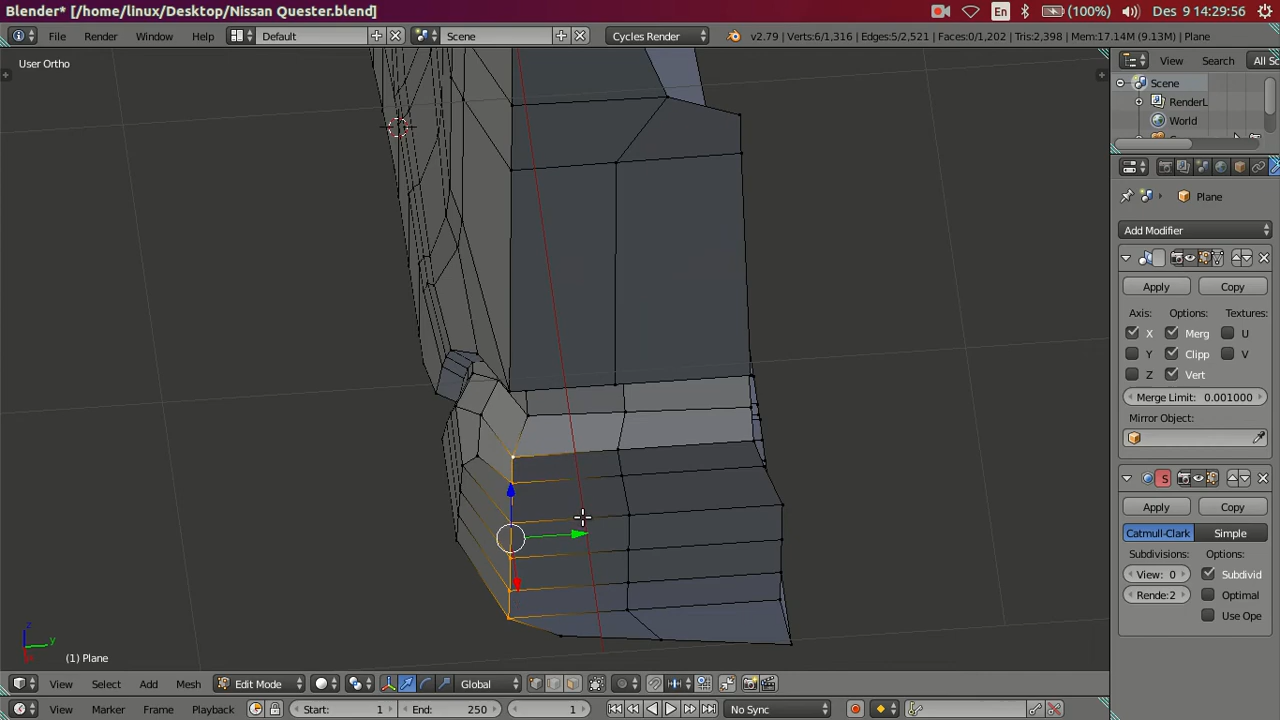 Blender* [/home/linux/Desktop/Nissan Quester.blend] En (100%) Des 9 14:29:56
File Render Window Help Default Scene Cycles Render v2.79 | Verts:6/1,316 | Edges:5/2,521 | Faces:0/1,202 | Tris:2,398 | Mem:17.14M (9.13M) | Plane
User Ortho
View Search All Sc
Scene
RenderL
World
Plane
Add Modifier
Apply Copy
Axis: Options: Textures:
X Merg U
Y Clipp V
Z Vert
Merge Limit: 0.001000
Mirror Object:
S
Apply Copy
Catmull-Clark Simple
Subdivisions: Options:
View: 0 Subdivid
Rende:2 Optimal
Use Ope
z
y
(1) Plane
View Select Add Mesh Edit Mode Global
View Marker Frame Playback Start: 1 End: 250 1 No Sync